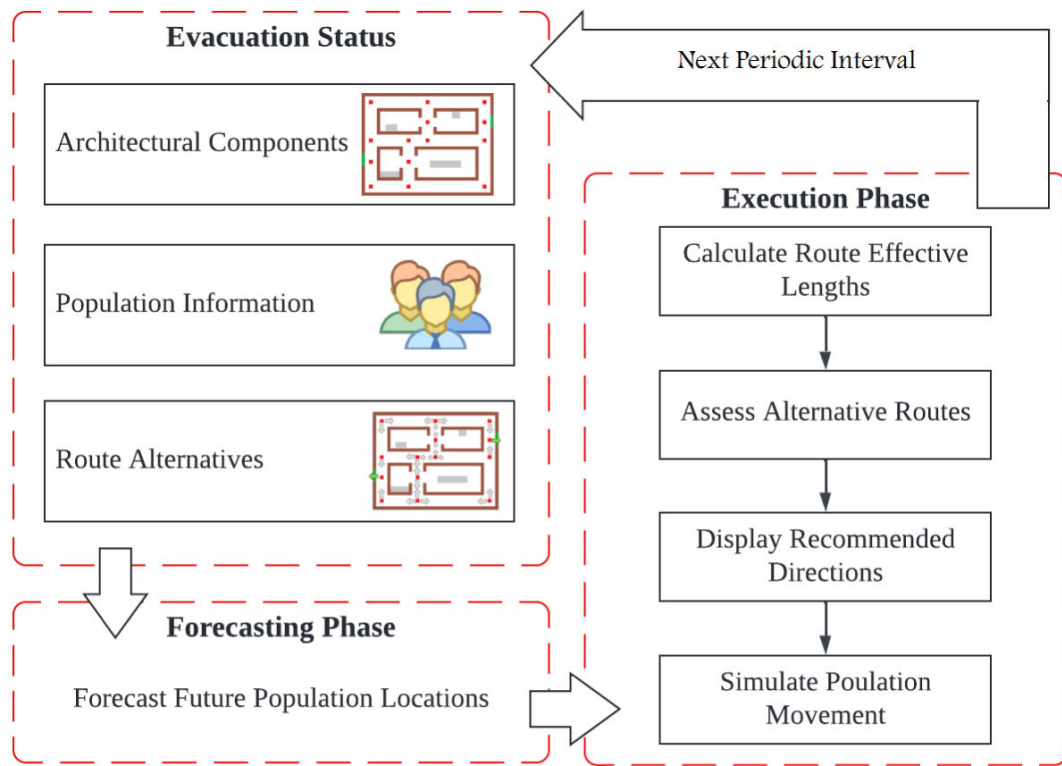 Evacuation Status
Architectural Components
Population Information
Route Alternatives
Forecasting Phase
Forecast Future Population Locations
Next Periodic Interval
Execution Phase
Calculate Route Effective
Lengths
Assess Alternative Routes
Display Recommended
Directions
Simulate Poulation
Movement